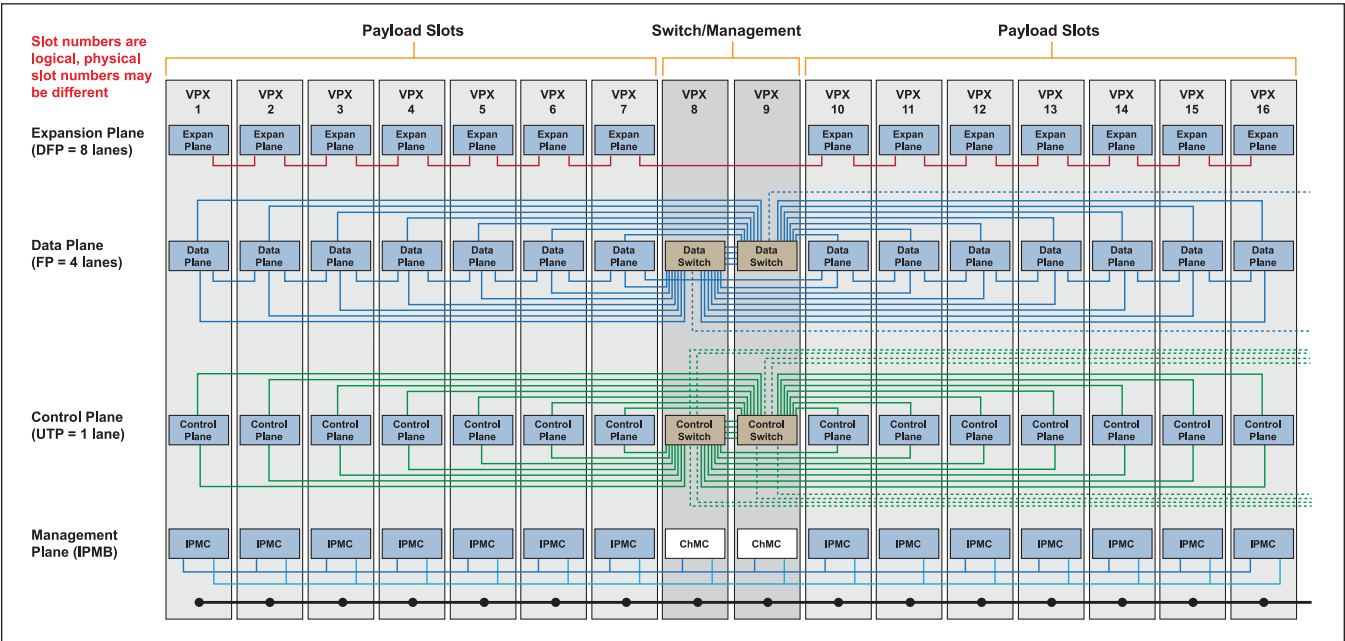 Payload Slots Switch/Management Payload Slots
Slot numbers are
logical, physical
slot numbers may
be different
VPX VPX VPX VPX VPX VPX VPX VPX VPX VPX VPX VPX VPX VPX VPX VPX
1 2 3 4 5 6 7 8 9 10 11 12 13 14 15 16
Expansion Plane
(DFP = 8 lanes)
Expan Expan Expan Expan Expan Expan Expan Expan Expan Expan Expan Expan Expan Expan
Plane Plane Plane Plane Plane Plane Plane Plane Plane Plane Plane Plane Plane Plane
Data Plane
(FP = 4 lanes)
Data Data Data Data Data Data Data Data Data Data Data Data Data Data Data Data
Plane Plane Plane Plane Plane Plane Plane Switch Switch Plane Plane Plane Plane Plane Plane Plane
Control Plane
(UTP = 1 lane)
Control Control Control Control Control Control Control Control Control Control Control Control Control Control Control Control
Plane Plane Plane Plane Plane Plane Plane Switch Switch Plane Plane Plane Plane Plane Plane Plane
Management
Plane (IPMB)
IPMC IPMC IPMC IPMC IPMC IPMC IPMC ChMC ChMC IPMC IPMC IPMC IPMC IPMC IPMC IPMC